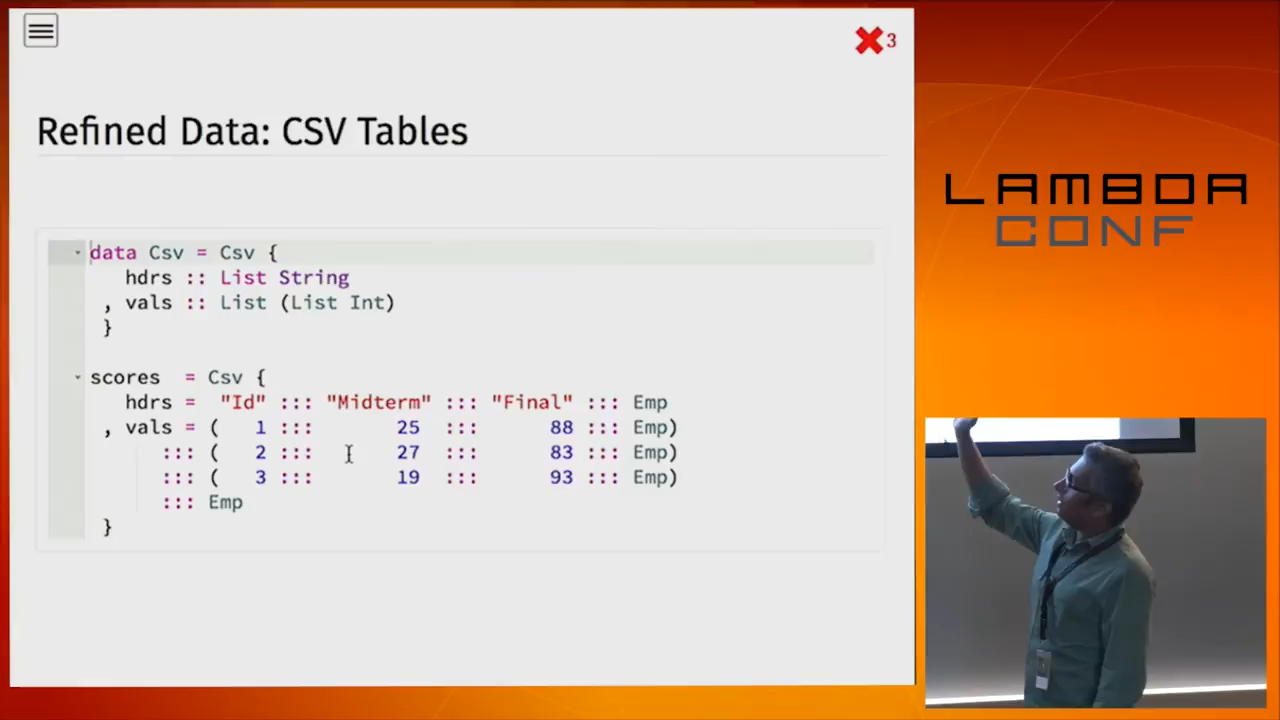 3
Refined Data: CSV Tables
data Csv = Csv {
hdrs :: List String
, vals :: List (List Int)
}
scores = Csv {
hdrs = "Id" ::: "Midterm" ::: "Final" ::: Emp
, vals = ( 1 ::: 25 ::: 88 ::: Emp)
::: ( 2 ::: 27 ::: 83 ::: Emp)
::: ( 3 ::: 19 ::: 93 ::: Emp)
::: Emp
}
LAMBDA
CONF